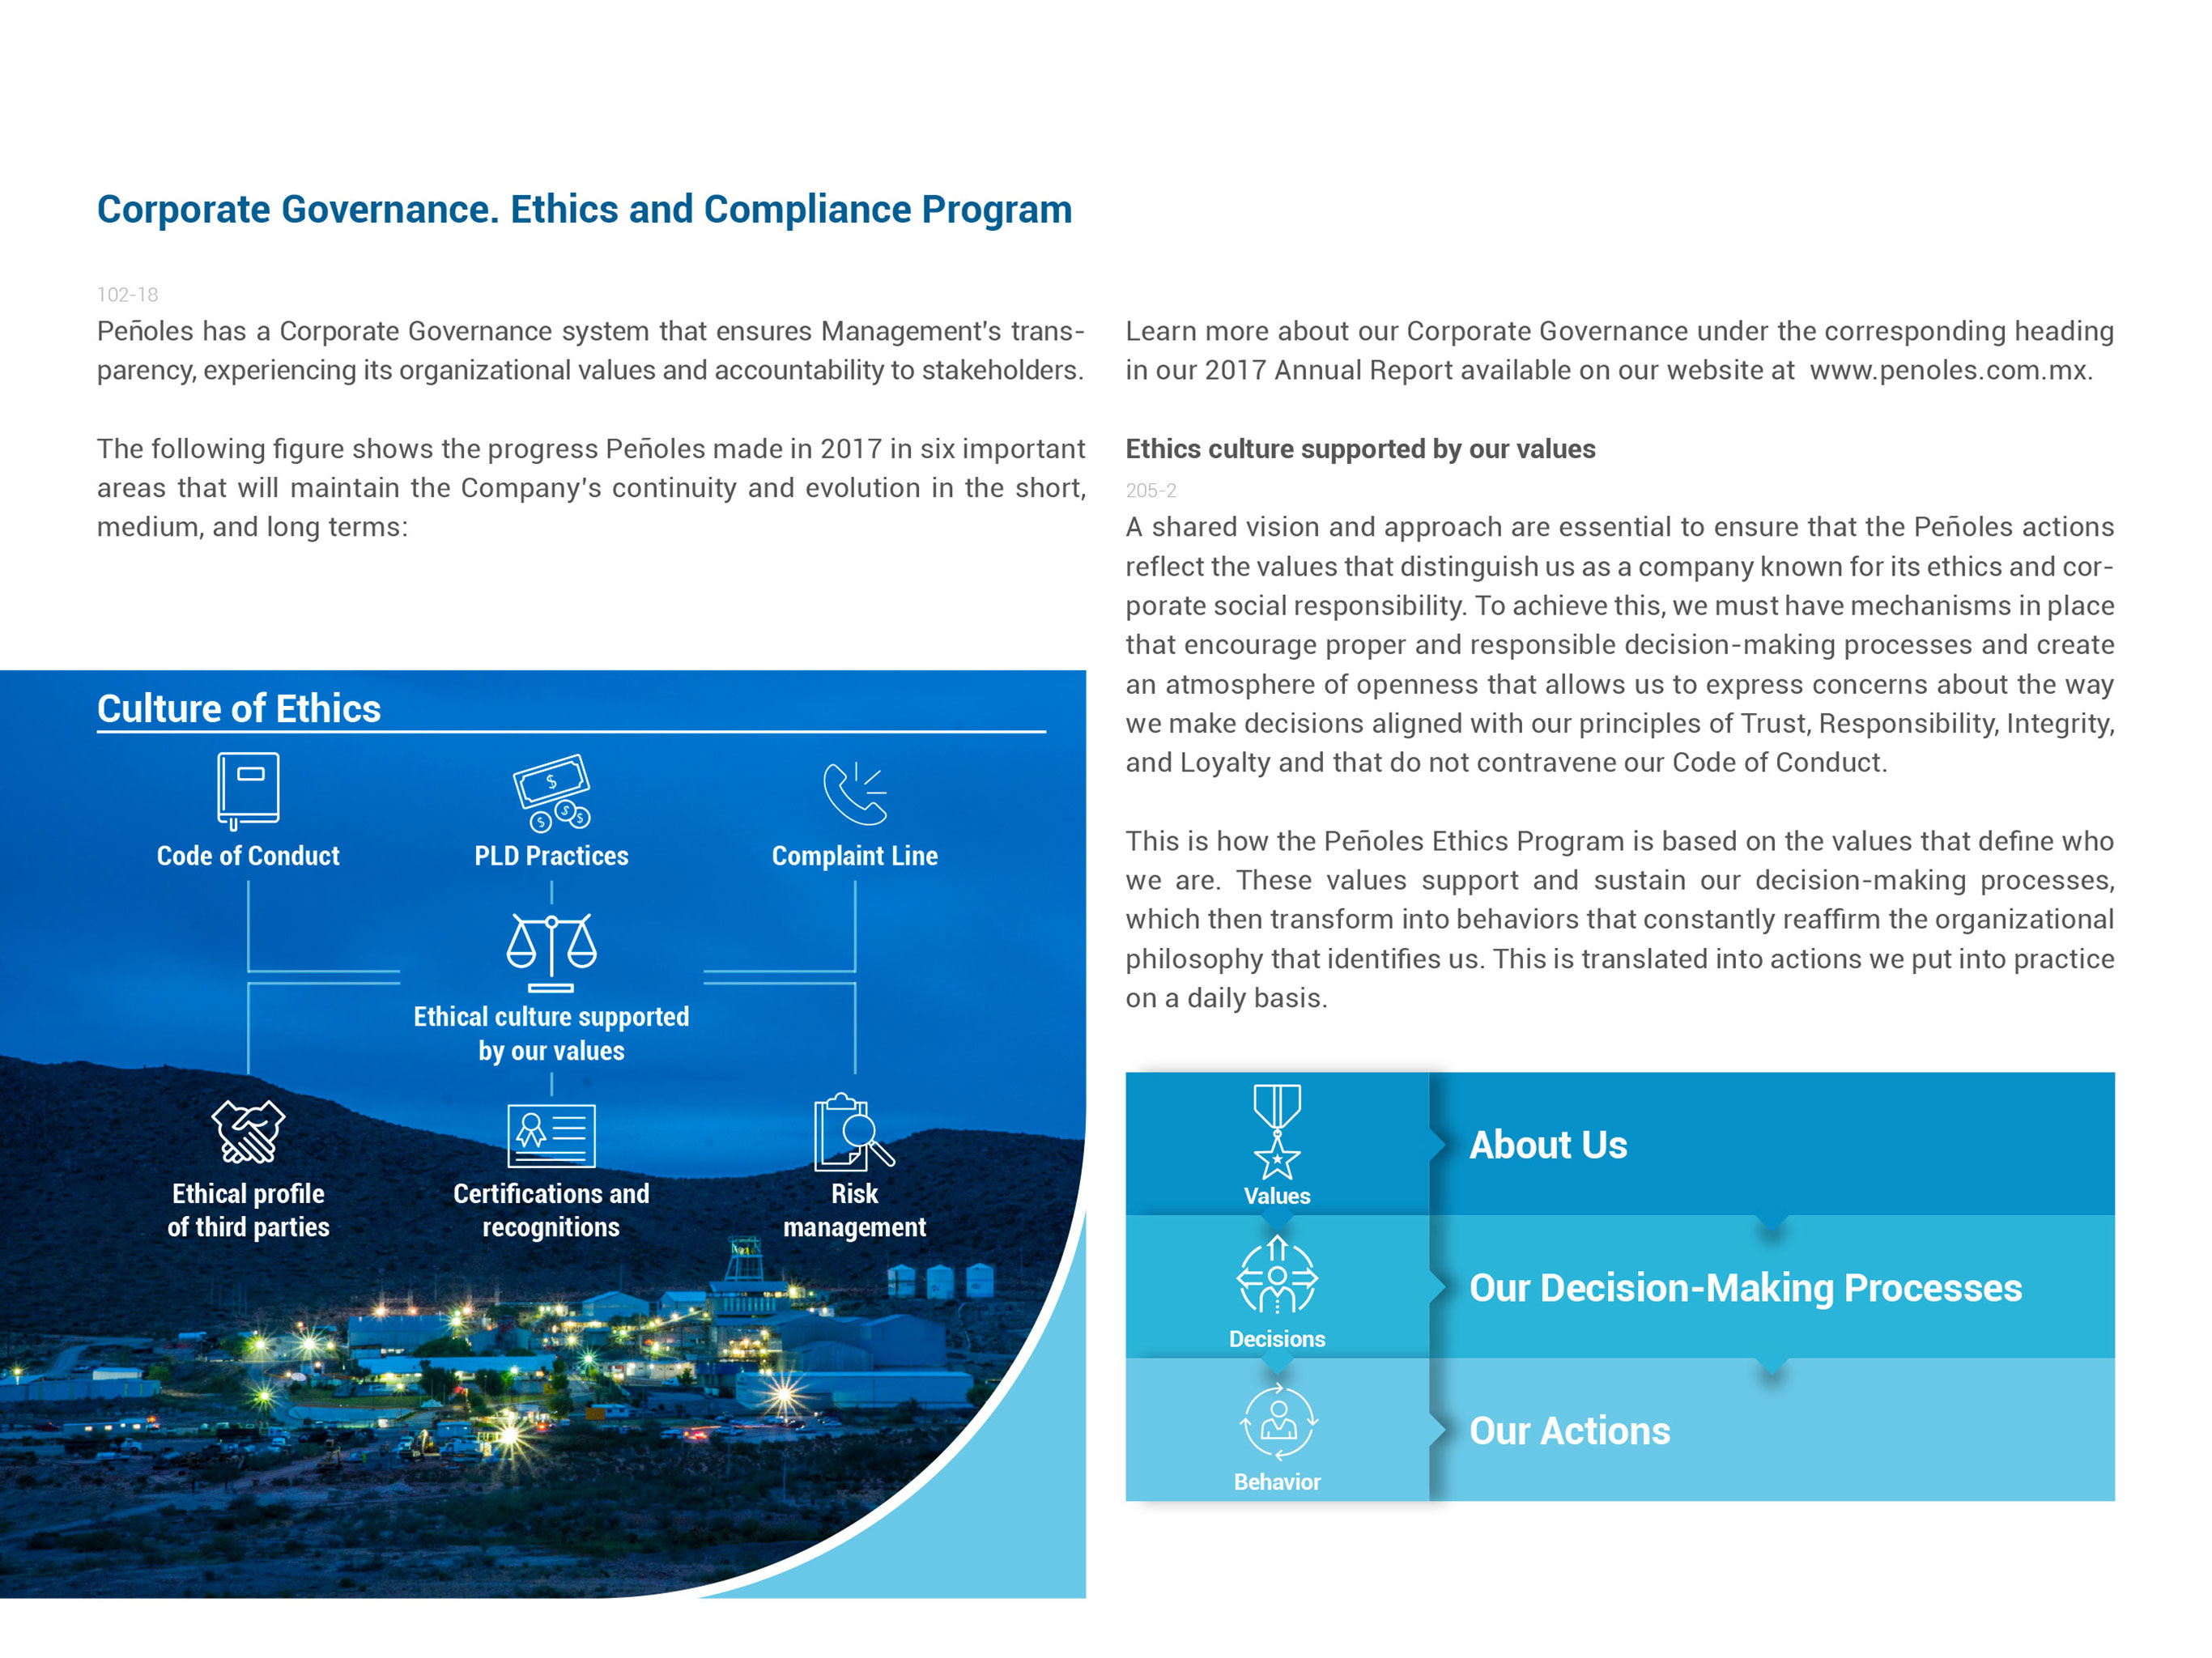 Corporate Governance. Ethics and Compliance Program
102-18
Peñoles has a Corporate Governance system that ensures Management's trans-
parency, experiencing its organizational values and accountability to stakeholders.
The following figure shows the progress Peñoles made in 2017 in six important
areas that will maintain the Company's continuity and evolution in the short,
medium, and long terms:
Culture of Ethics
Code of Conduct
PLD Practices
Complaint Line
Ethical culture supported
by our values
Ethical profile
of third parties
Certifications and
recognitions
Risk
management
Learn more about our Corporate Governance under the corresponding heading
in our 2017 Annual Report available on our website at www.penoles.com.mx.
Ethics culture supported by our values
205-2
A shared vision and approach are essential to ensure that the Peñoles actions
reflect the values that distinguish us as a company known for its ethics and cor-
porate social responsibility. To achieve this, we must have mechanisms in place
that encourage proper and responsible decision-making processes and create
an atmosphere of openness that allows us to express concerns about the way
we make decisions aligned with our principles of Trust, Responsibility, Integrity,
and Loyalty and that do not contravene our Code of Conduct.
This is how the Peñoles Ethics Program is based on the values that define who
we are. These values support and sustain our decision-making processes,
which then transform into behaviors that constantly reaffirm the organizational
philosophy that identifies us. This is translated into actions we put into practice
on a daily basis.
Values
About Us
Decisions
Our Decision-Making Processes
Behavior
Our Actions